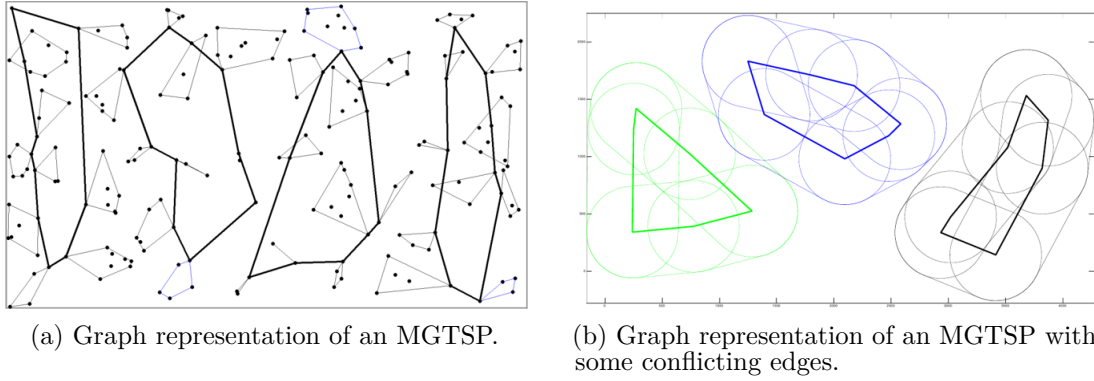 (a) Graph representation of an MGTSP.
(b) Graph representation of an MGTSP with
some conflicting edges.